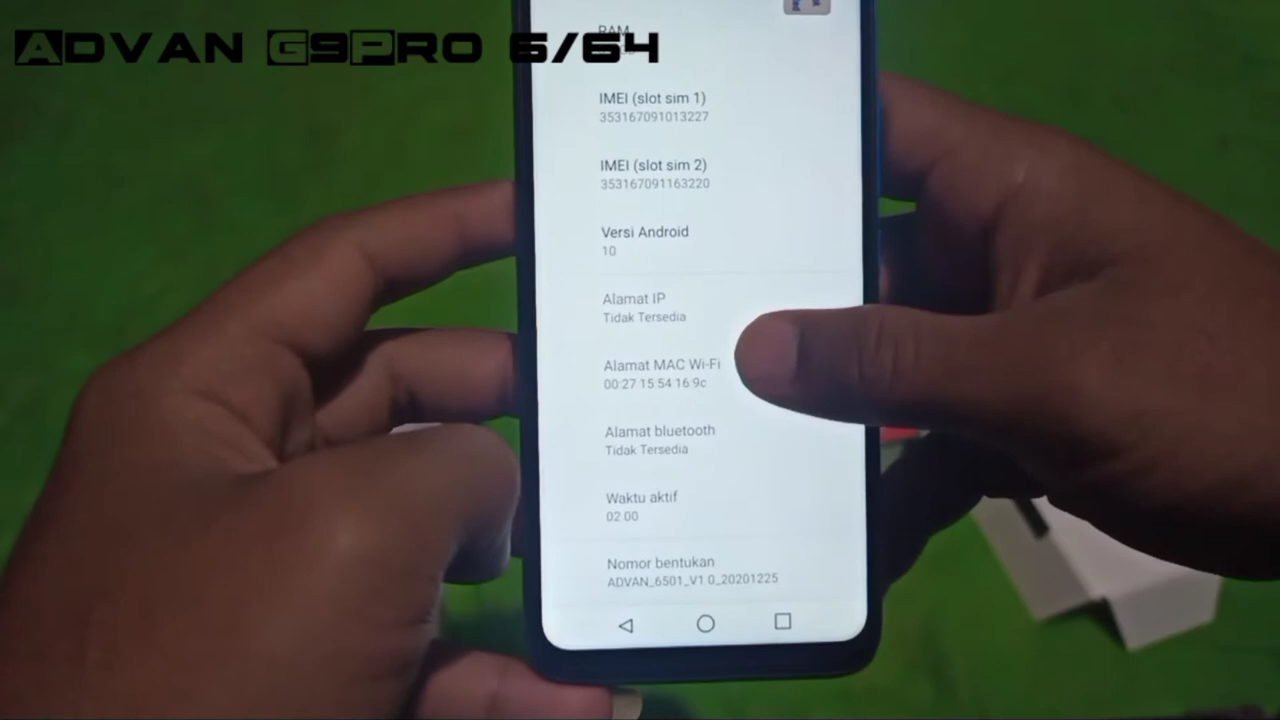 ADVAN G9PRO 6/64
RAM
IMEI (slot sim 1)
353167091013227
IMEI (slot sim 2)
353167091163220
Versi Android
10
Alamat IP
Tidak Tersedia
Alamat MAC Wi-Fi
00:27:15:54:16:9c
Alamat bluetooth
Tidak Tersedia
Waktu aktif
02.00
Nomor bentukan
ADVAN_6501_V1.0_20201225